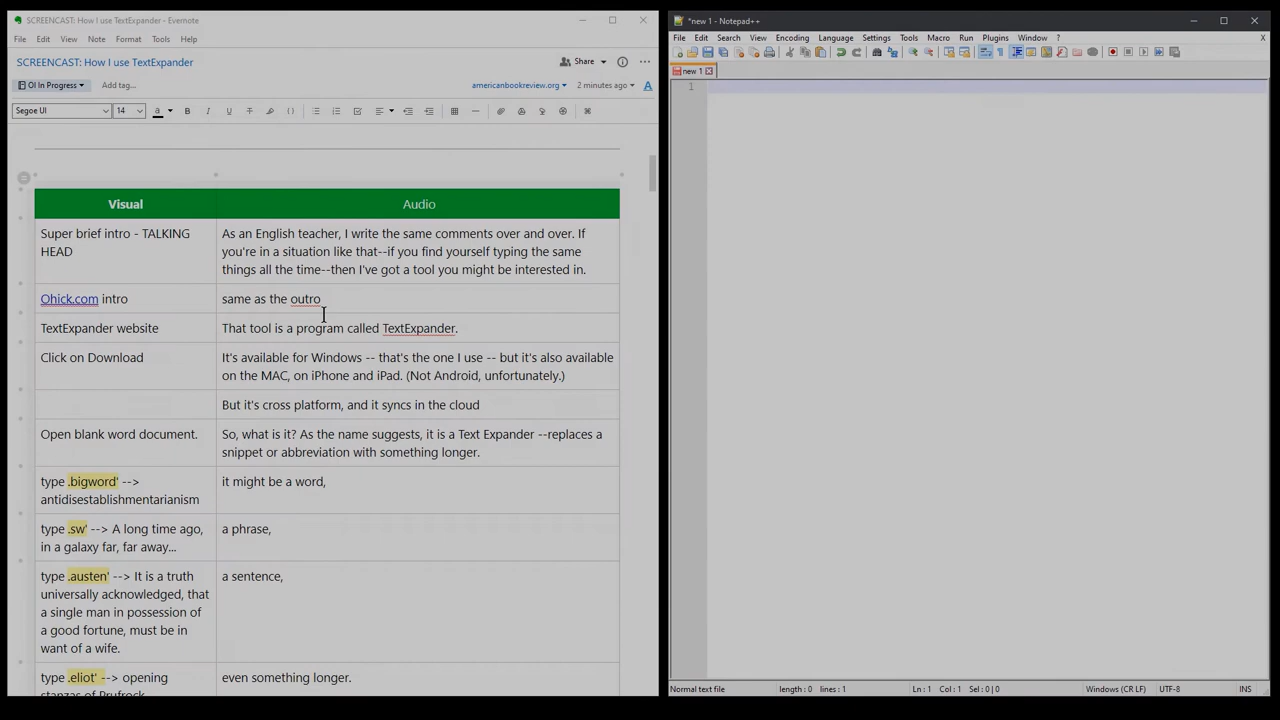 SCREENCAST: How I use TextExpander - Evernote
File Edit View Note Format Tools Help
SCREENCAST: How I use TextExpander
Share
OI In Progress
Add tag...
americanbookreview.org
2 minutes ago
Segoe UI 14
Visual Audio
Super brief intro - TALKING
HEAD
As an English teacher, I write the same comments over and over. If
you're in a situation like that--if you find yourself typing the same
things all the time--then I've got a tool you might be interested in.
Ohick.com intro
same as the outro
TextExpander website
That tool is a program called TextExpander.
Click on Download
It's available for Windows -- that's the one I use -- but it's also available
on the MAC, on iPhone and iPad. (Not Android, unfortunately.)
But it's cross platform, and it syncs in the cloud
Open blank word document.
So, what is it? As the name suggests, it is a Text Expander --replaces a
snippet or abbreviation with something longer.
type .bigword' -->
antidisestablishmentarianism
it might be a word,
type .sw' --> A long time ago,
in a galaxy far, far away...
a phrase,
type .austen' --> It is a truth
universally acknowledged, that
a single man in possession of
a good fortune, must be in
want of a wife.
a sentence,
type .eliot' --> opening
stanzas of Prufrock
even something longer.
*new 1 - Notepad++
File Edit Search View Encoding Language Settings Tools Macro Run Plugins Window ? X
new 1
1
Normal text file length : 0 lines : 1 Ln : 1 Col : 1 Sel : 0 | 0 Windows (CR LF) UTF-8 INS